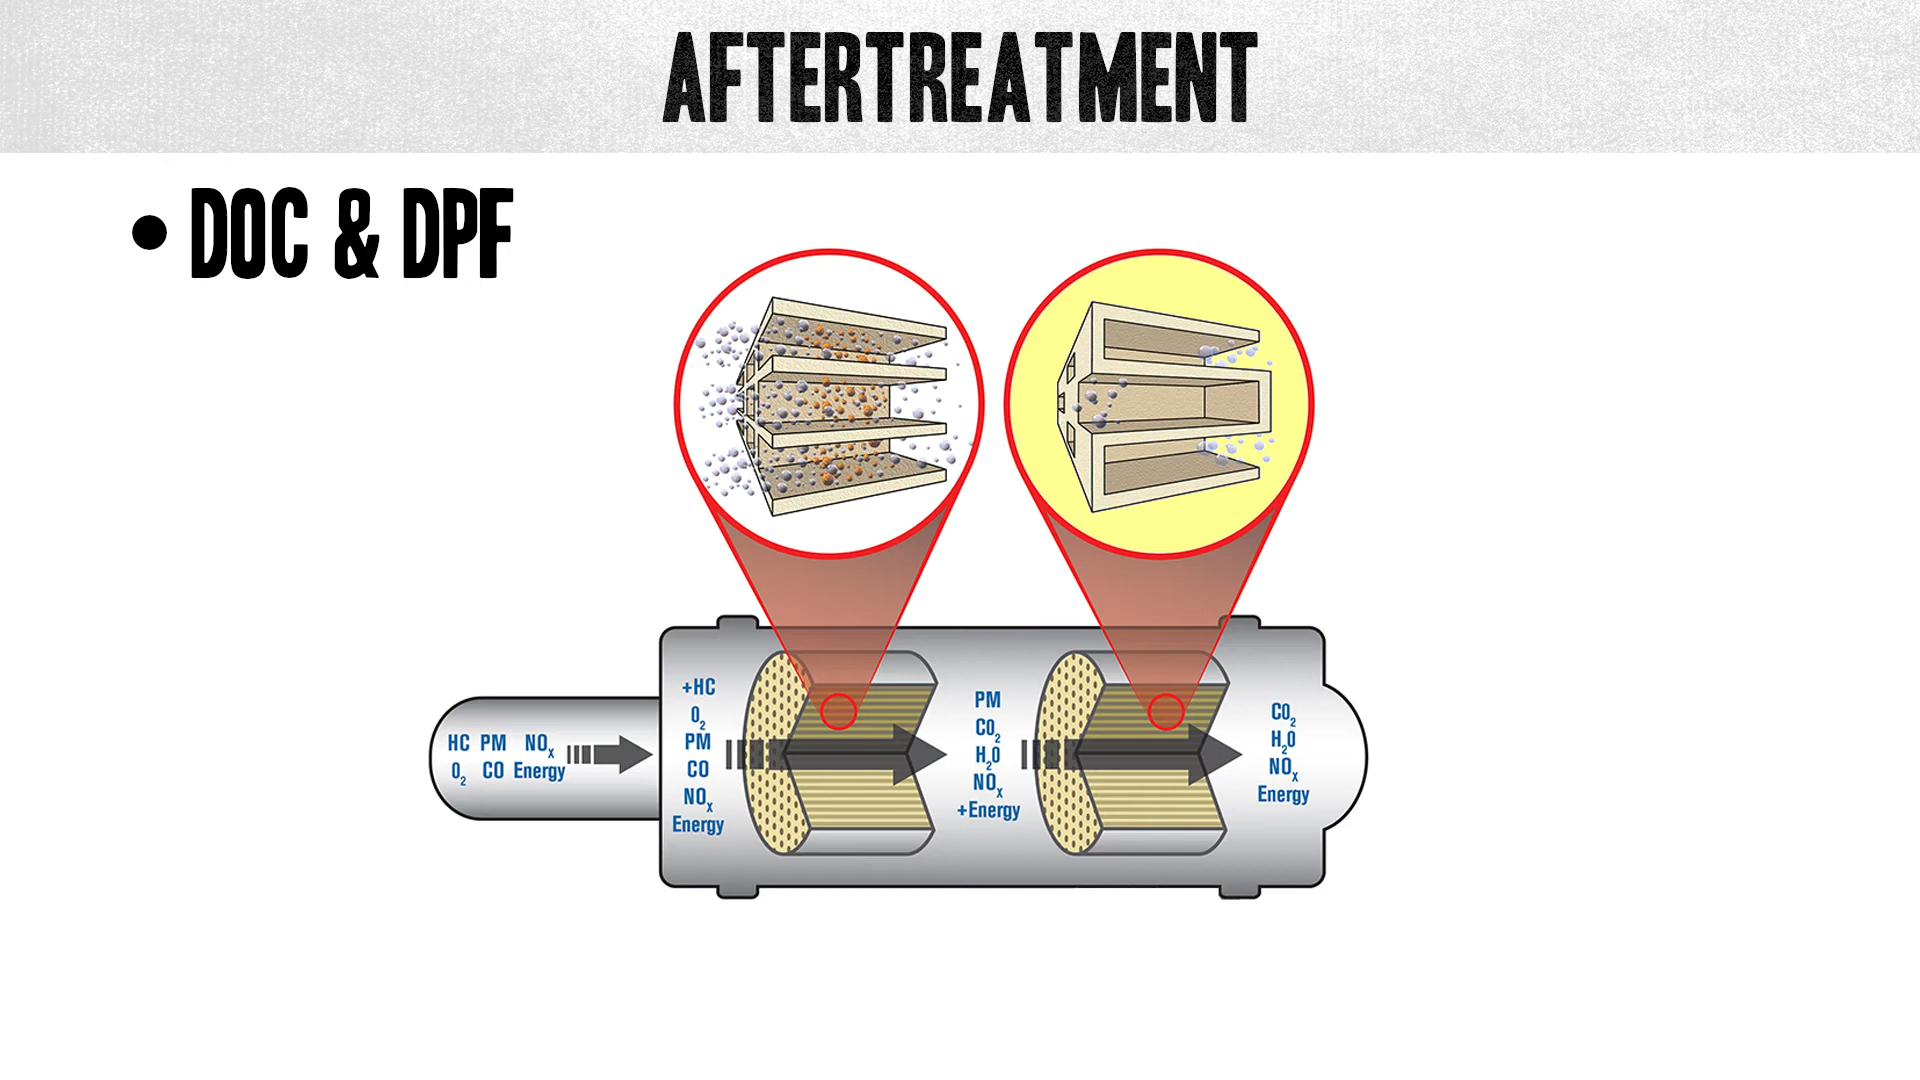 AFTERTREATMENT
• DOC & DPF
HC PM NOx
O2 CO Energy
+HC
O2
PM
CO
NOx
Energy
PM
CO2
H2O
NOx
+Energy
CO2
H2O
NOx
Energy